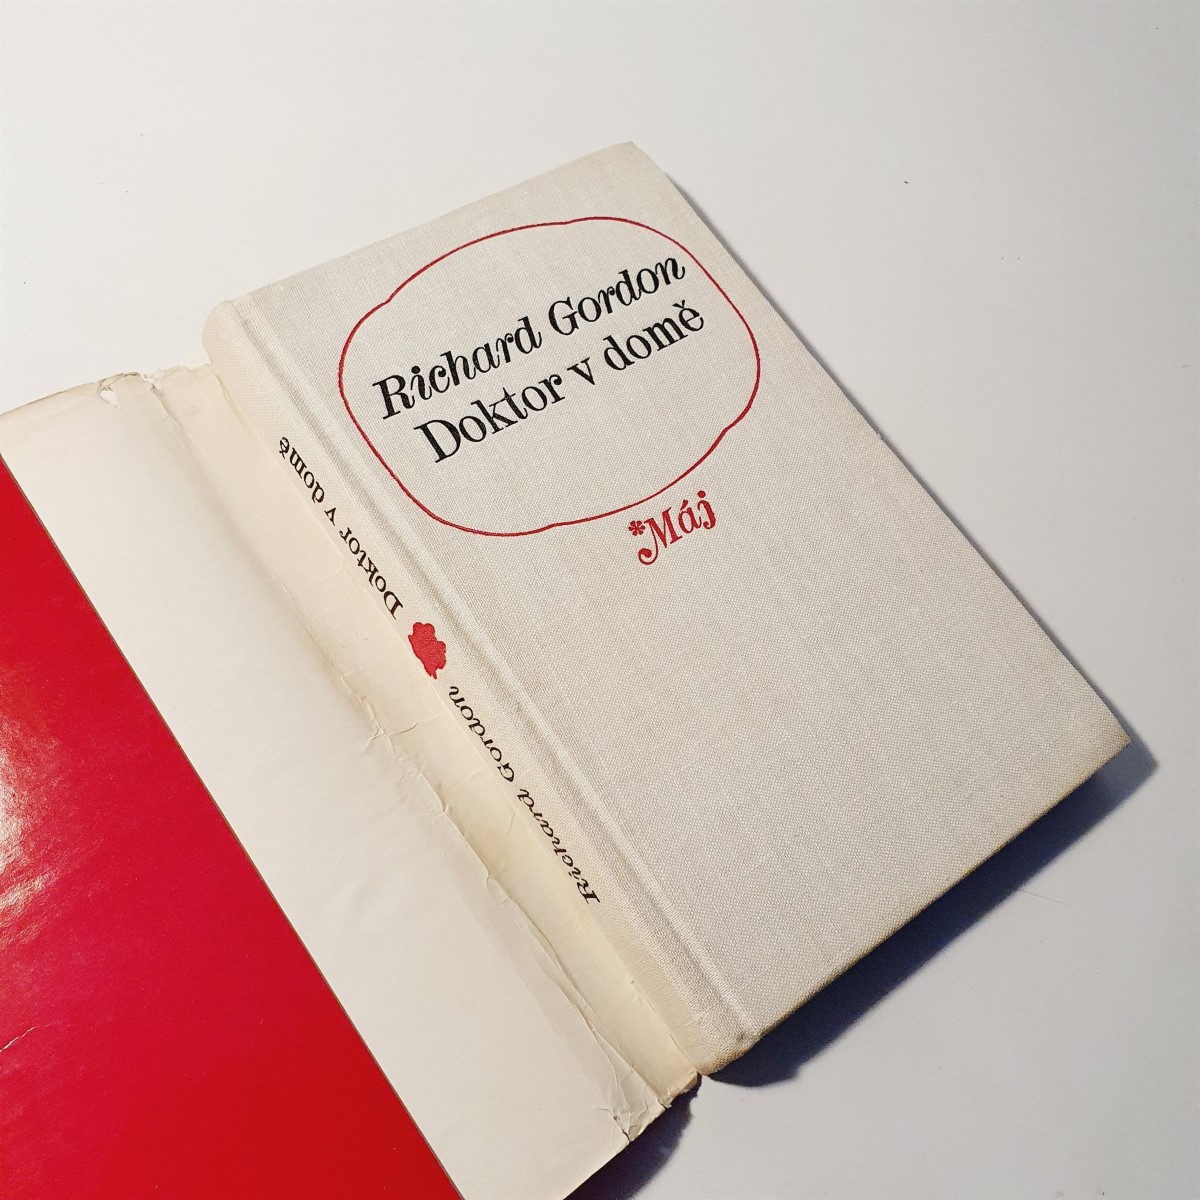 Richard Gordon
Doktor v domě
*Máj
Richard Gordon Doktor v domě